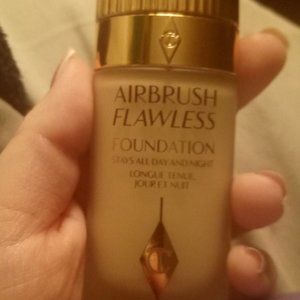 AIRBRUSH
FLAWLESS
FOUNDATION
STAYS ALL DAY AND NIGHT
LONGUE TENUE,
JOUR ET NUIT